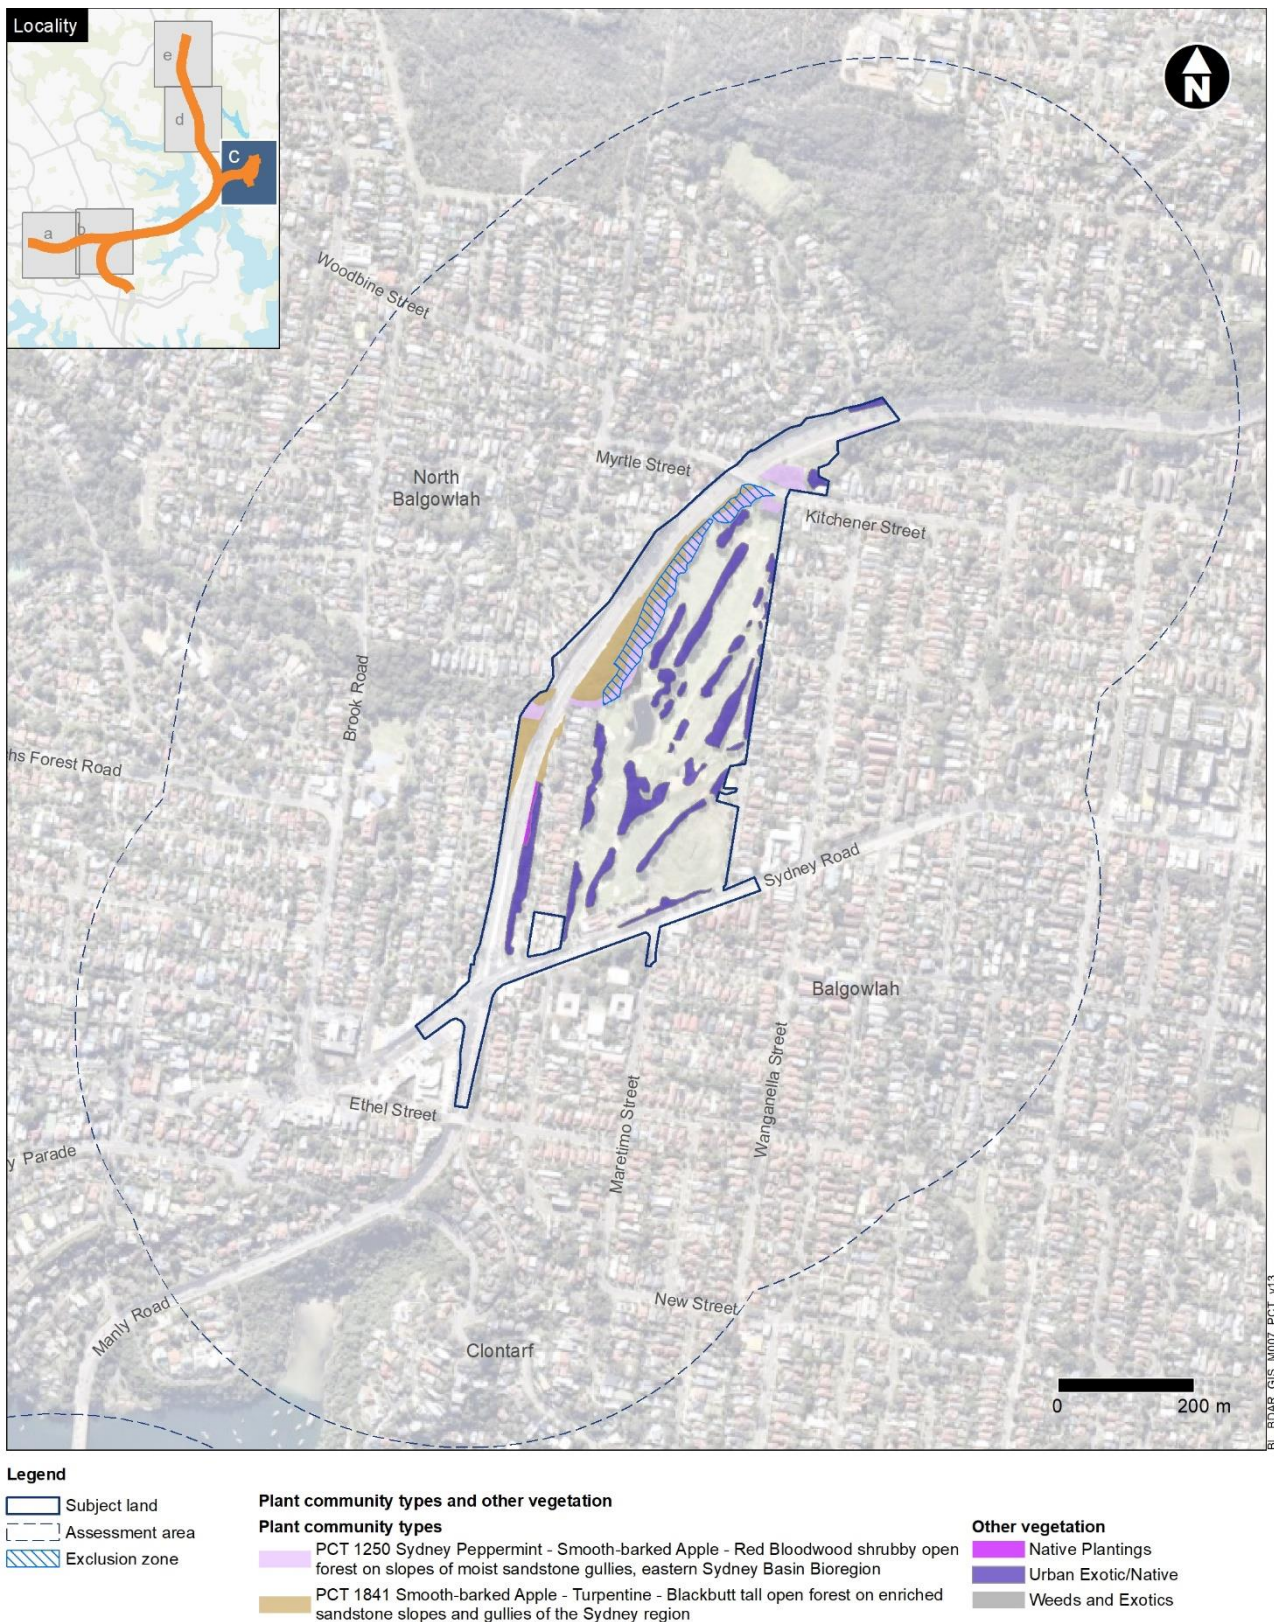 Locality
e
d
C
a
b
N
Woodbine Street
Myrtle Street
North
Balgowlah
Kitchener Street
Brook Road
hs Forest Road
Sydney Road
Balgowlah
Wanganella Street
Maretimo Street
Ethel Street
y Parade
New Street
Manly Road
Clontarf
0 200 m
Legend
Subject land
Assessment area
Exclusion zone
Plant community types and other vegetation
Plant community types
PCT 1250 Sydney Peppermint - Smooth-barked Apple - Red Bloodwood shrubby open
forest on slopes of moist sandstone gullies, eastern Sydney Basin Bioregion
PCT 1841 Smooth-barked Apple - Turpentine - Blackbutt tall open forest on enriched
sandstone slopes and gullies of the Sydney region
Other vegetation
Native Plantings
Urban Exotic/Native
Weeds and Exotics